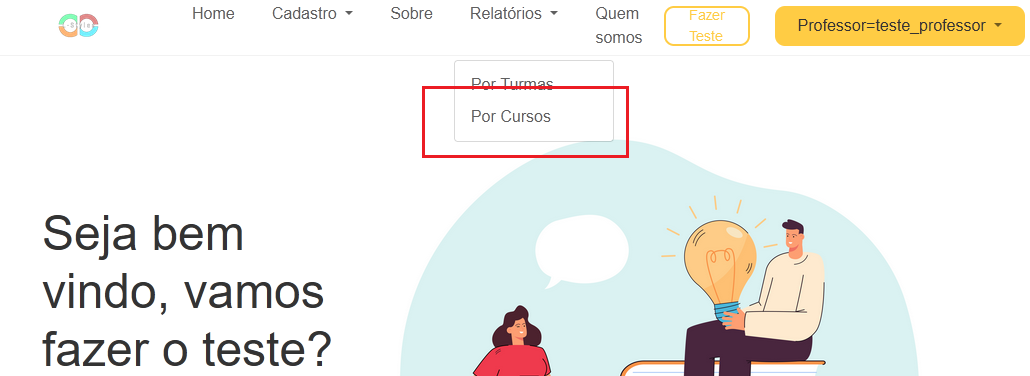 Home Cadastro Sobre Relatórios Quem somos Fazer Teste Professor=teste_professor
Por Turmas
Por Cursos
Seja bem
vindo, vamos
fazer o teste?